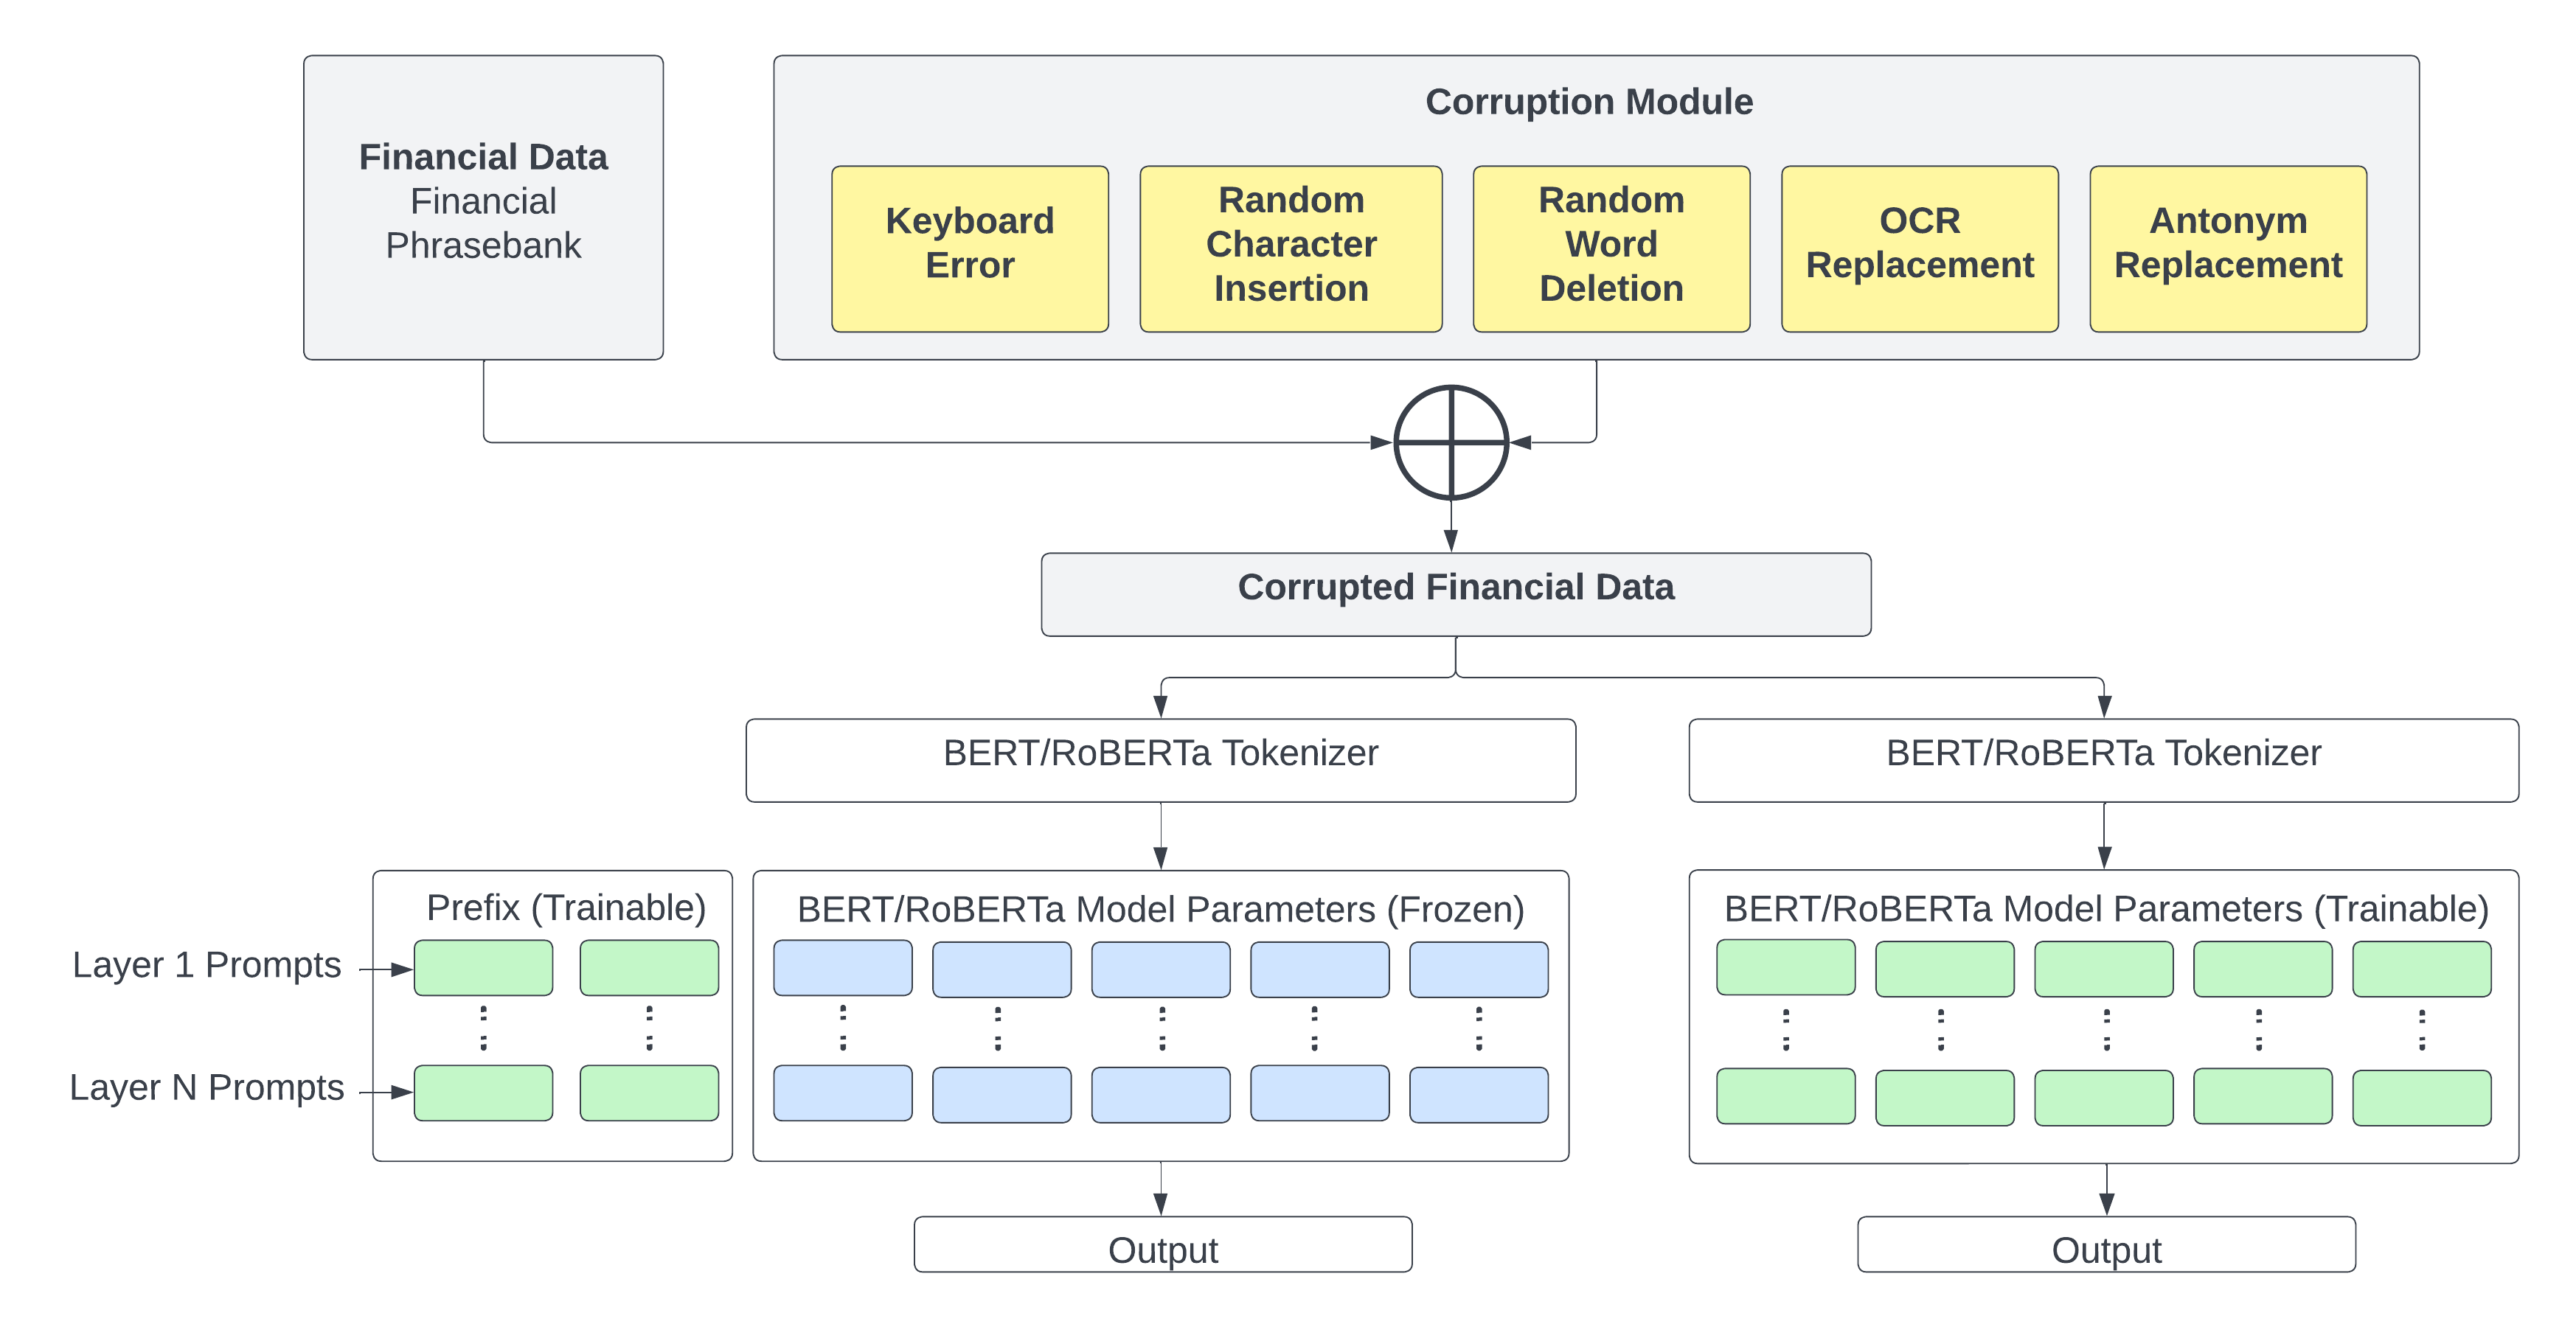 Financial Data
Financial
Phrasebank
Corruption Module
Keyboard
Error
Random
Character
Insertion
Random
Word
Deletion
OCR
Replacement
Antonym
Replacement
Corrupted Financial Data
BERT/RoBERTa Tokenizer
BERT/RoBERTa Tokenizer
Prefix (Trainable)
BERT/RoBERTa Model Parameters (Frozen)
BERT/RoBERTa Model Parameters (Trainable)
Layer 1 Prompts
Layer N Prompts
Output
Output